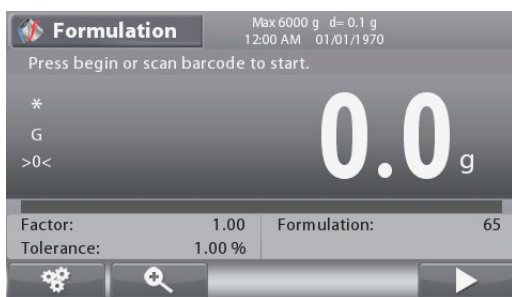 Formulation
Max 6000 g d= 0.1 g
12:00 AM 01/01/1970
Press begin or scan barcode to start.
*
G
>0<
0.0 g
Factor: 1.00
Tolerance: 1.00 %
Formulation: 65